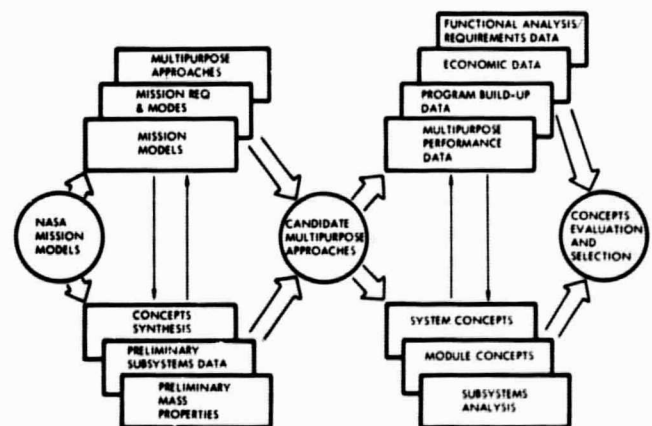 MULTIPURPOSE
APPROACHES
MISSION REQ
& MODES
MISSION
MODELS
NASA
MISSION
MODELS
CONCEPTS
SYNTHESIS
PRELIMINARY
SUBSYSTEMS DATA
PRELIMINARY
MASS
PROPERTIES
CANDIDATE
MULTIPURPOSE
APPROACHES
FUNCTIONAL ANALYSIS/
REQUIREMENTS DATA
ECONOMIC DATA
PROGRAM BUILD-UP
DATA
MULTIPURPOSE
PERFORMANCE
DATA
SYSTEM CONCEPTS
MODULE CONCEPTS
SUBSYSTEMS
ANALYSIS
CONCEPTS
EVALUATION
AND
SELECTION